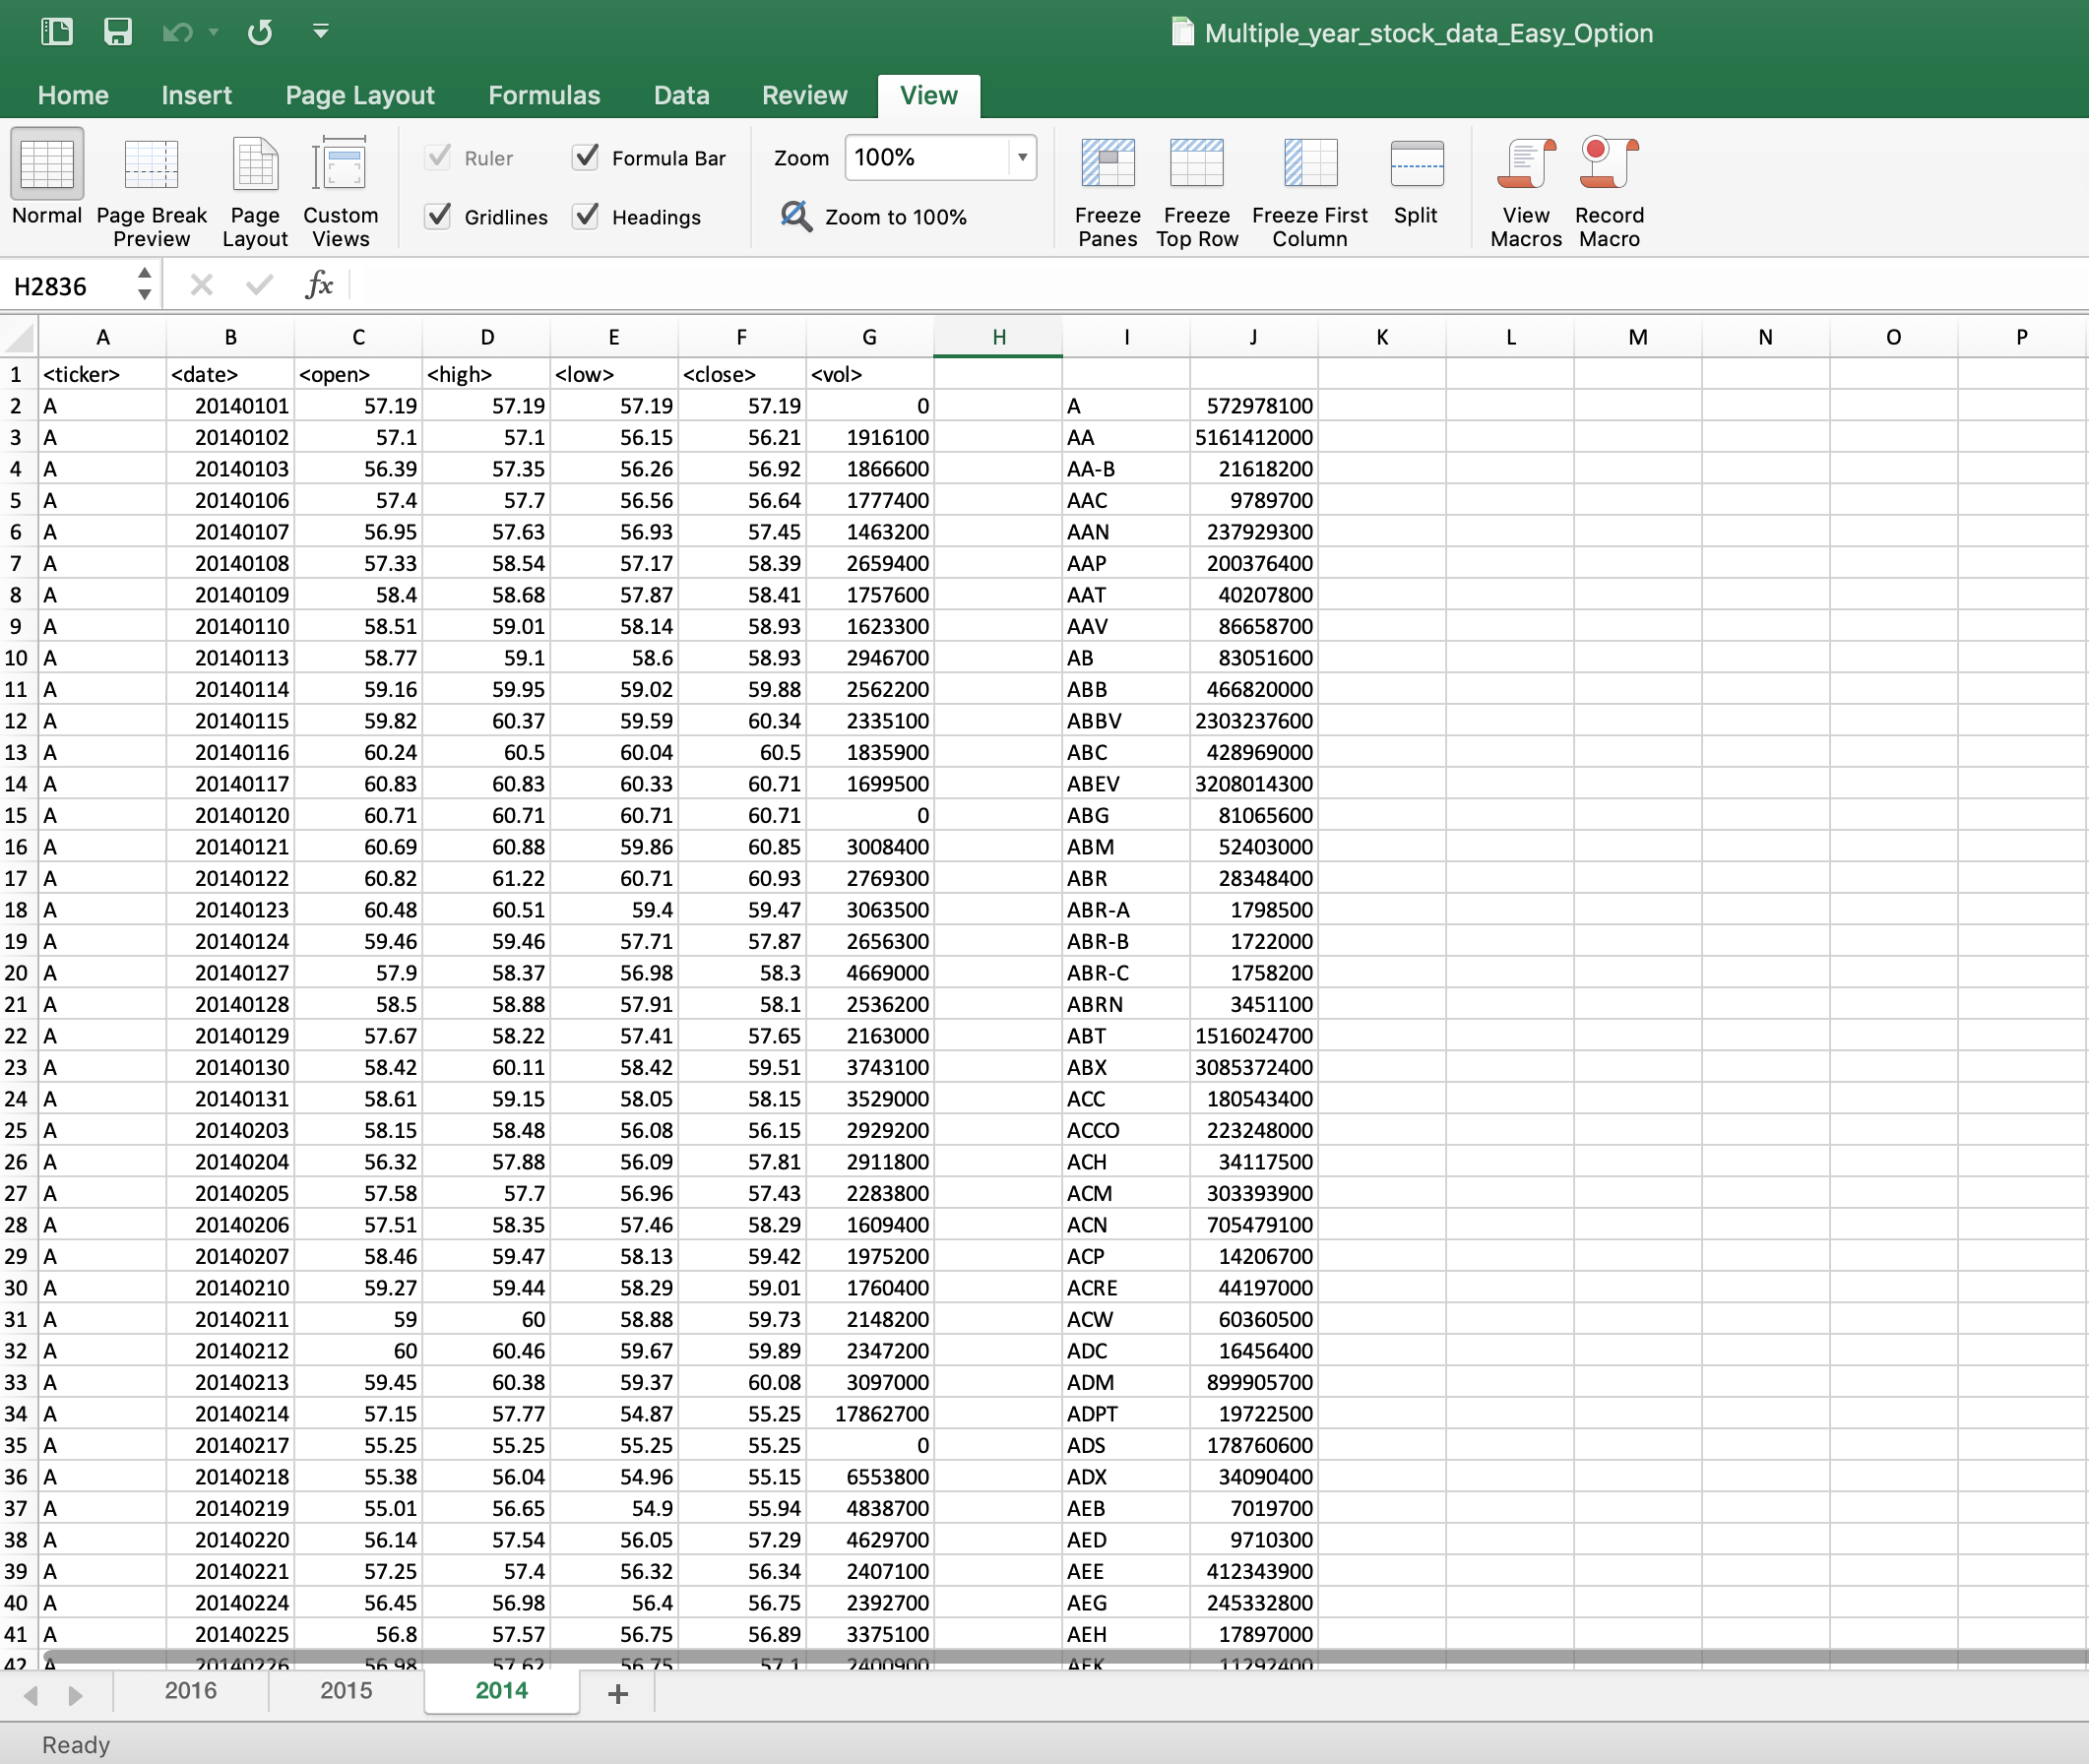 Multiple_year_stock_data_Easy_Option
Home Insert Page Layout Formulas Data Review View
Normal Page Break Preview Page Layout Custom Views Ruler Formula Bar Gridlines Headings Zoom 100% Zoom to 100% Freeze Panes Freeze Top Row Freeze First Column Split View Macros Record Macro
H2836 fx
A B C D E F G H I J K L M N O P
1 <ticker> <date> <open> <high> <low> <close> <vol>
2 A 20140101 57.19 57.19 57.19 57.19 0 A 572978100
3 A 20140102 57.1 57.1 56.15 56.21 1916100 AA 5161412000
4 A 20140103 56.39 57.35 56.26 56.92 1866600 AA-B 21618200
5 A 20140106 57.4 57.7 56.56 56.64 1777400 AAC 9789700
6 A 20140107 56.95 57.63 56.93 57.45 1463200 AAN 237929300
7 A 20140108 57.33 58.54 57.17 58.39 2659400 AAP 200376400
8 A 20140109 58.4 58.68 57.87 58.41 1757600 AAT 40207800
9 A 20140110 58.51 59.01 58.14 58.93 1623300 AAV 86658700
10 A 20140113 58.77 59.1 58.6 58.93 2946700 AB 83051600
11 A 20140114 59.16 59.95 59.02 59.88 2562200 ABB 466820000
12 A 20140115 59.82 60.37 59.59 60.34 2335100 ABBV 2303237600
13 A 20140116 60.24 60.5 60.04 60.5 1835900 ABC 428969000
14 A 20140117 60.83 60.83 60.33 60.71 1699500 ABEV 3208014300
15 A 20140120 60.71 60.71 60.71 60.71 0 ABG 81065600
16 A 20140121 60.69 60.88 59.86 60.85 3008400 ABM 52403000
17 A 20140122 60.82 61.22 60.71 60.93 2769300 ABR 28348400
18 A 20140123 60.48 60.51 59.4 59.47 3063500 ABR-A 1798500
19 A 20140124 59.46 59.46 57.71 57.87 2656300 ABR-B 1722000
20 A 20140127 57.9 58.37 56.98 58.3 4669000 ABR-C 1758200
21 A 20140128 58.5 58.88 57.91 58.1 2536200 ABRN 3451100
22 A 20140129 57.67 58.22 57.41 57.65 2163000 ABT 1516024700
23 A 20140130 58.42 60.11 58.42 59.51 3743100 ABX 3085372400
24 A 20140131 58.61 59.15 58.05 58.15 3529000 ACC 180543400
25 A 20140203 58.15 58.48 56.08 56.15 2929200 ACCO 223248000
26 A 20140204 56.32 57.88 56.09 57.81 2911800 ACH 34117500
27 A 20140205 57.58 57.7 56.96 57.43 2283800 ACM 303393900
28 A 20140206 57.51 58.35 57.46 58.29 1609400 ACN 705479100
29 A 20140207 58.46 59.47 58.13 59.42 1975200 ACP 14206700
30 A 20140210 59.27 59.44 58.29 59.01 1760400 ACRE 44197000
31 A 20140211 59 60 58.88 59.73 2148200 ACW 60360500
32 A 20140212 60 60.46 59.67 59.89 2347200 ADC 16456400
33 A 20140213 59.45 60.38 59.37 60.08 3097000 ADM 899905700
34 A 20140214 57.15 57.77 54.87 55.25 17862700 ADPT 19722500
35 A 20140217 55.25 55.25 55.25 55.25 0 ADS 178760600
36 A 20140218 55.38 56.04 54.96 55.15 6553800 ADX 34090400
37 A 20140219 55.01 56.65 54.9 55.94 4838700 AEB 7019700
38 A 20140220 56.14 57.54 56.05 57.29 4629700 AED 9710300
39 A 20140221 57.25 57.4 56.32 56.34 2407100 AEE 412343900
40 A 20140224 56.45 56.98 56.4 56.75 2392700 AEG 245332800
41 A 20140225 56.8 57.57 56.75 56.89 3375100 AEH 17897000
42 A 20140226 56.98 57.62 56.75 57.1 2400900 AEK 11292400
2016 2015 2014 +
Ready